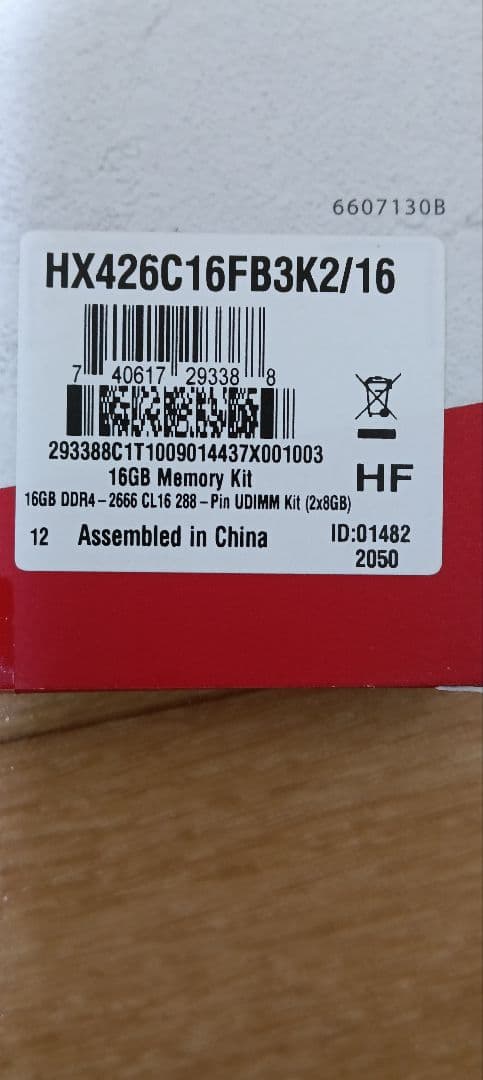 6607130B
HX426C16FB3K2/16
7 40617 29338 8
293388C1T1009014437X001003
16GB Memory Kit
HF
16GB DDR4-2666 CL16 288-Pin UDIMM Kit (2x8GB)
12 Assembled in China ID:01482
2050